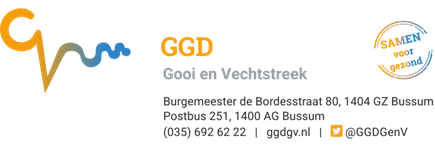 GGD
Gooi en Vechtstreek
SAMEN
voor
gezond
Burgemeester de Bordesstraat 80, 1404 GZ Bussum
Postbus 251, 1400 AG Bussum
(035) 692 62 22 | ggdgv.nl | @GGDGenV